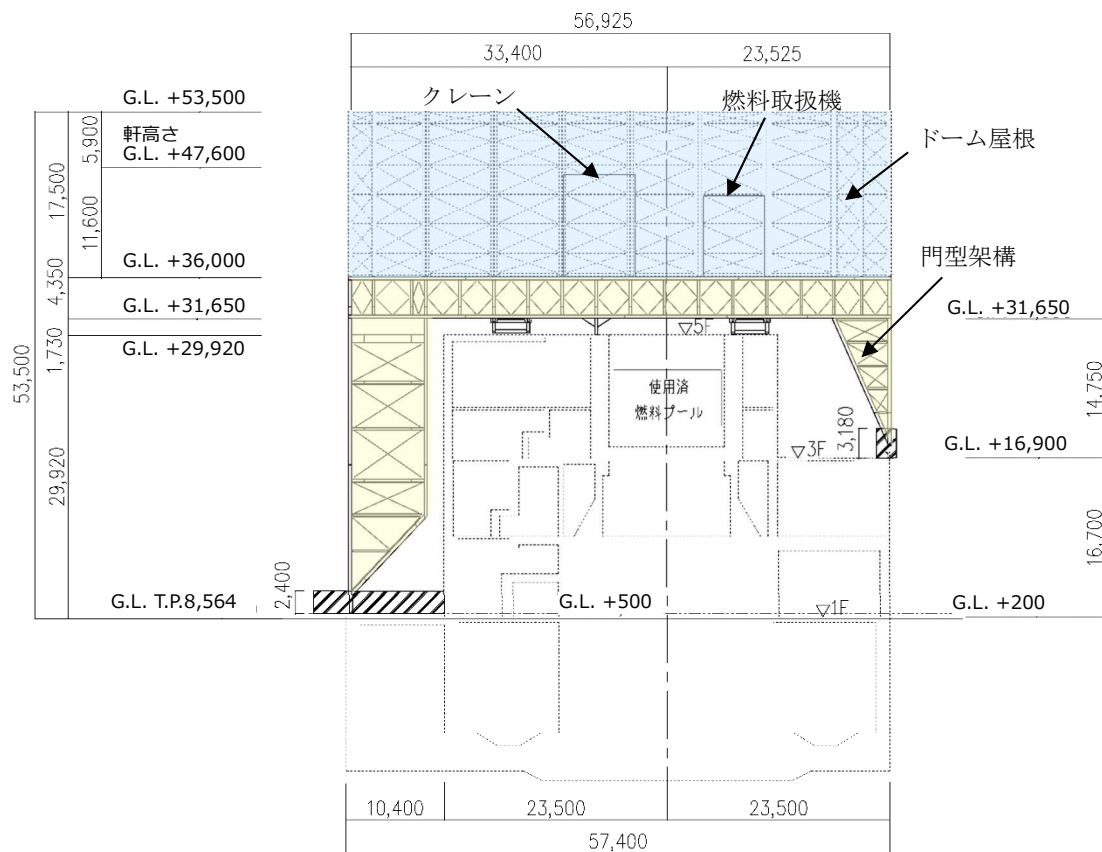 56,925
33,400
23,525
G.L. +53,500
クレーン
燃料取扱機
ドーム屋根
軒高さ
G.L. +47,600
5,900
17,500
11,600
門型架構
G.L. +36,000
4,350
G.L. +31,650
G.L. +31,650
▽5F
G.L. +29,920
1,730
53,500
使用済
燃料プール
14.750
3,180
▽3F
G.L. +16,900
29,920
16.700
2,400
G.L. T.P.8,564
G.L. +500
▽1F
G.L. +200
10,400
23,500
23,500
57,400